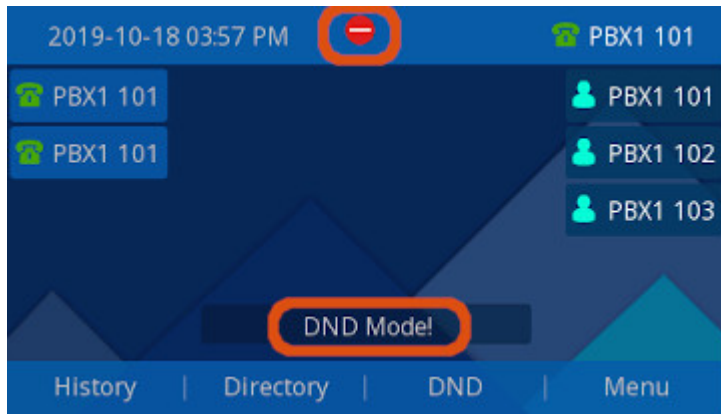 2019-10-18 03:57 PM PBX1 101
PBX1 101 PBX1 101
PBX1 101 PBX1 102
PBX1 103
DND Mode!
History | Directory | DND | Menu